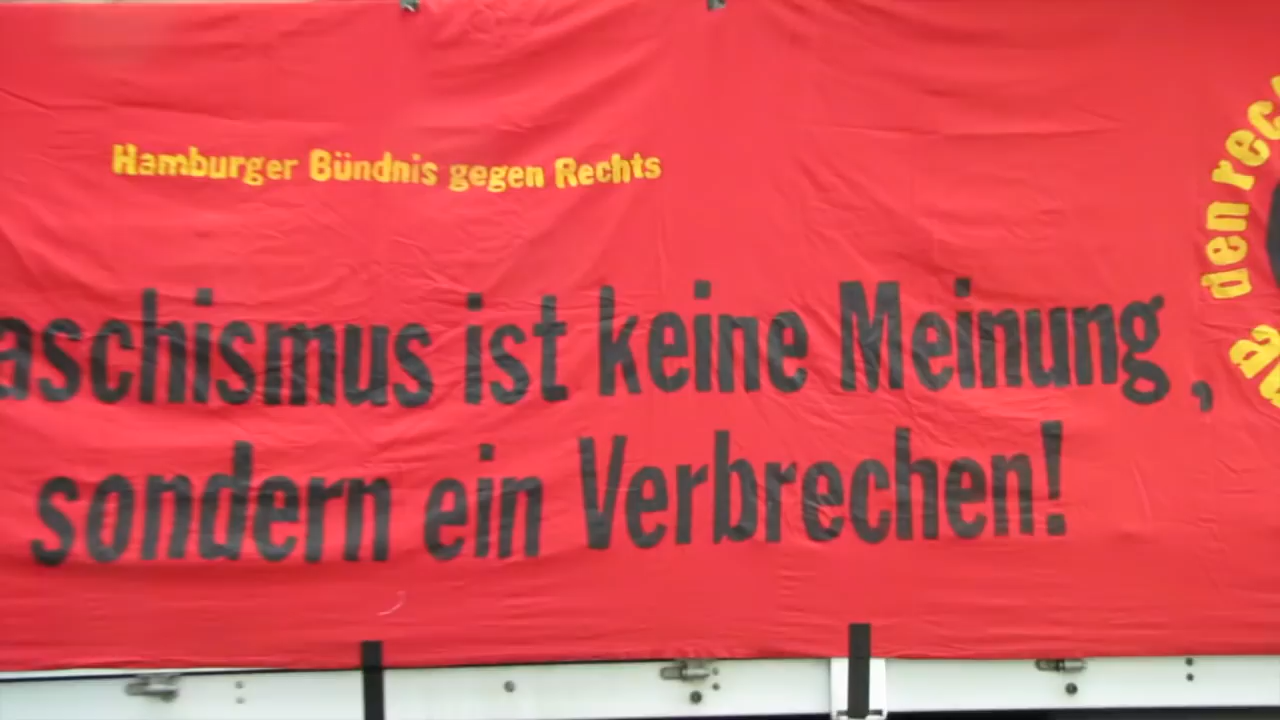 Hamburger Bündnis gegen Rechts
aschismus ist keine Meinung,
sondern ein Verbrechen!
den rec